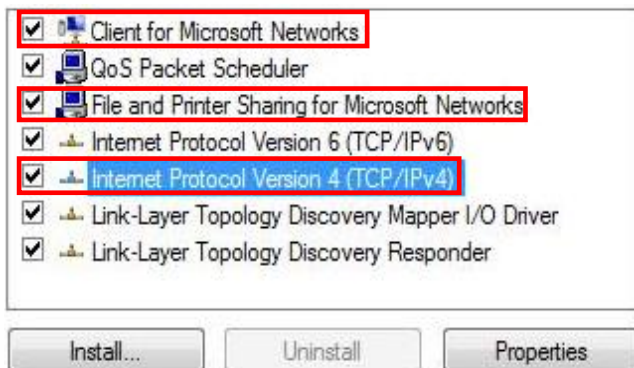 Client for Microsoft Networks
QoS Packet Scheduler
File and Printer Sharing for Microsoft Networks
Internet Protocol Version 6 (TCP/IPv6)
Internet Protocol Version 4 (TCP/IPv4)
Link-Layer Topology Discovery Mapper I/O Driver
Link-Layer Topology Discovery Responder
Install... Uninstall Properties